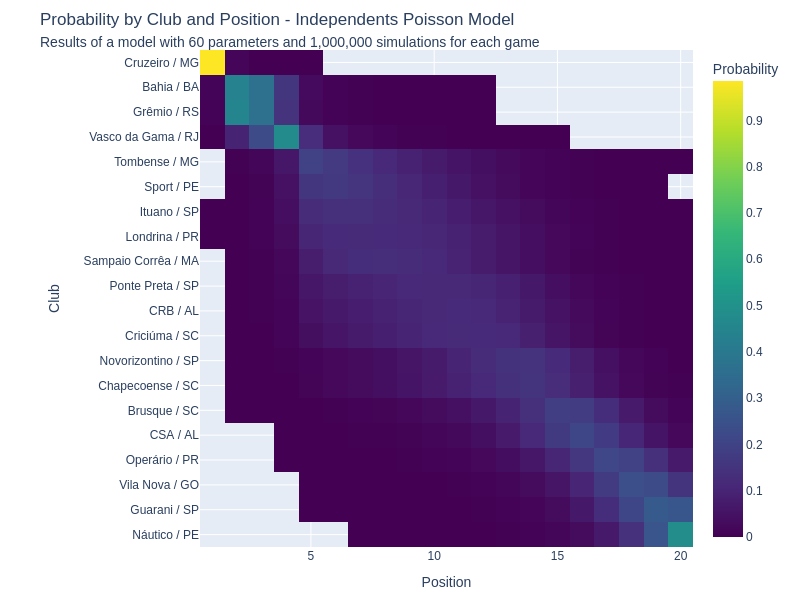 Probability by Club and Position - Independents Poisson Model
Results of a model with 60 parameters and 1,000,000 simulations for each game
Probability
Club
Cruzeiro / MG
Bahia / BA
Grêmio / RS
Vasco da Gama / RJ
Tombense / MG
Sport / PE
Ituano / SP
Londrina / PR
Sampaio Corrêa / MA
Ponte Preta / SP
CRB / AL
Criciúma / SC
Novorizontino / SP
Chapecoense / SC
Brusque / SC
CSA / AL
Operário / PR
Vila Nova / GO
Guarani / SP
Náutico / PE
5
10
15
20
Position
0.9
0.8
0.7
0.6
0.5
0.4
0.3
0.2
0.1
0